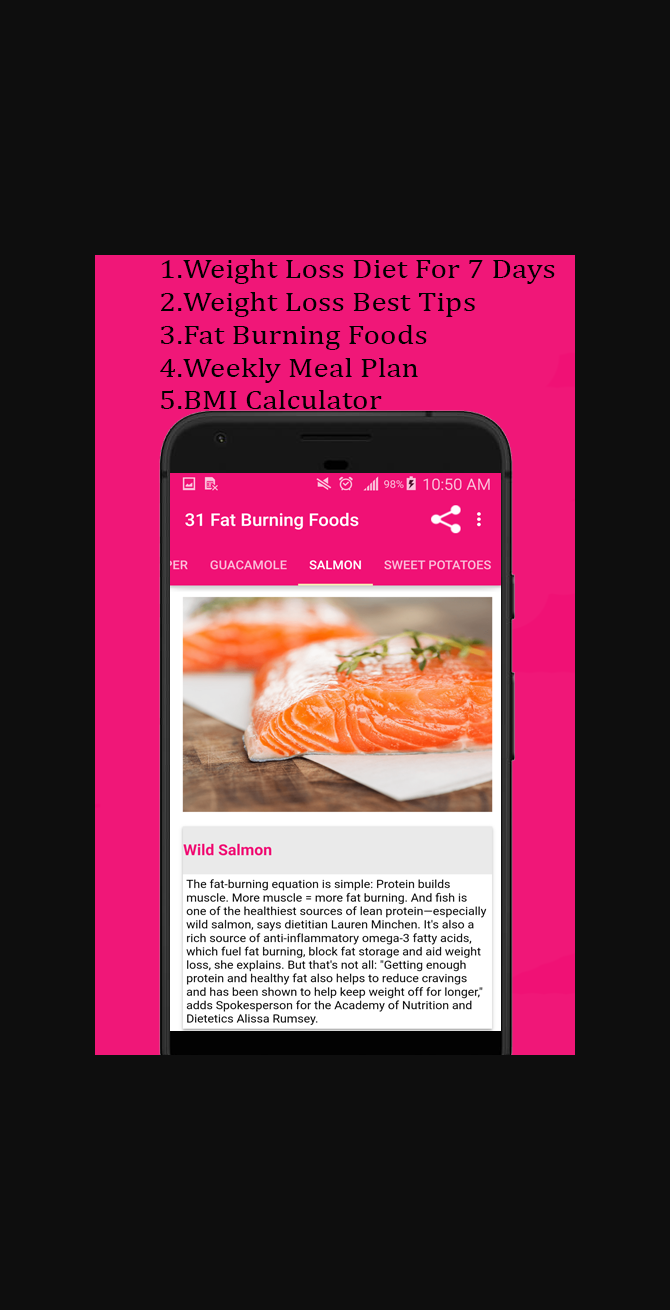 1.Weight Loss Diet For 7 Days
2.Weight Loss Best Tips
3.Fat Burning Foods
4.Weekly Meal Plan
5.BMI Calculator
98% 10:50 AM
31 Fat Burning Foods
PER GUACAMOLE SALMON SWEET POTATOES
Wild Salmon
The fat-burning equation is simple: Protein builds
muscle. More muscle = more fat burning. And fish is
one of the healthiest sources of lean protein—especially
wild salmon, says dietitian Lauren Minchen. It's also a
rich source of anti-inflammatory omega-3 fatty acids,
which fuel fat burning, block fat storage and aid weight
loss, she explains. But that's not all: "Getting enough
protein and healthy fat also helps to reduce cravings
and has been shown to help keep weight off for longer,"
adds Spokesperson for the Academy of Nutrition and
Dietetics Alissa Rumsey.